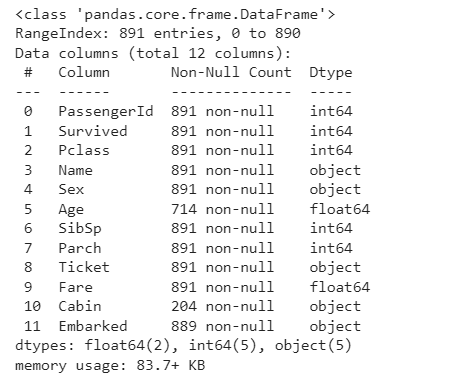 <class 'pandas.core.frame.DataFrame'>
RangeIndex: 891 entries, 0 to 890
Data columns (total 12 columns):
 #   Column       Non-Null Count  Dtype
---  ------       --------------  -----
 0   PassengerId  891 non-null    int64
 1   Survived     891 non-null    int64
 2   Pclass       891 non-null    int64
 3   Name         891 non-null    object
 4   Sex          891 non-null    object
 5   Age          714 non-null    float64
 6   SibSp        891 non-null    int64
 7   Parch        891 non-null    int64
 8   Ticket       891 non-null    object
 9   Fare         891 non-null    float64
 10  Cabin        204 non-null    object
 11  Embarked     889 non-null    object
dtypes: float64(2), int64(5), object(5)
memory usage: 83.7+ KB